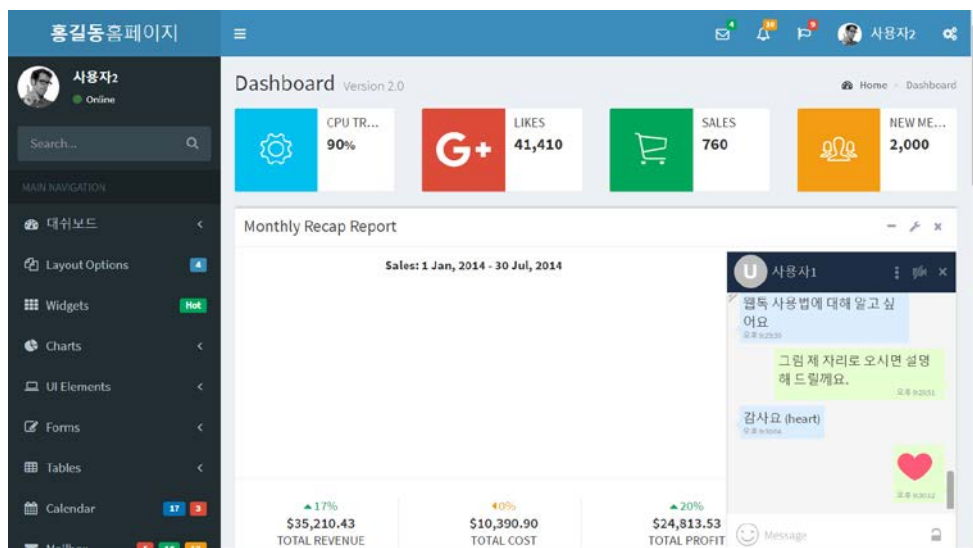 홍길동홈페이지
4
10
9
사용자2
사용자2
Online
Search...
MAIN NAVIGATION
대쉬보드
Layout Options
4
Widgets
Hot
Charts
UI Elements
Forms
Tables
Calendar
17
3
Dashboard Version 2.0
Home
Dashboard
CPU TR...
90%
G+
LIKES
41,410
SALES
760
NEW ME...
2,000
Monthly Recap Report
Sales: 1 Jan, 2014 - 30 Jul, 2014
17%
$35,210.43
TOTAL REVENUE
0%
$10,390.90
TOTAL COST
20%
$24,813.53
TOTAL PROFIT
U
사용자1
웹톡 사용법에 대해 알고 싶
어요
그럼 제 자리로 오시면 설명
해 드릴께요.
감사요 (heart)
Message